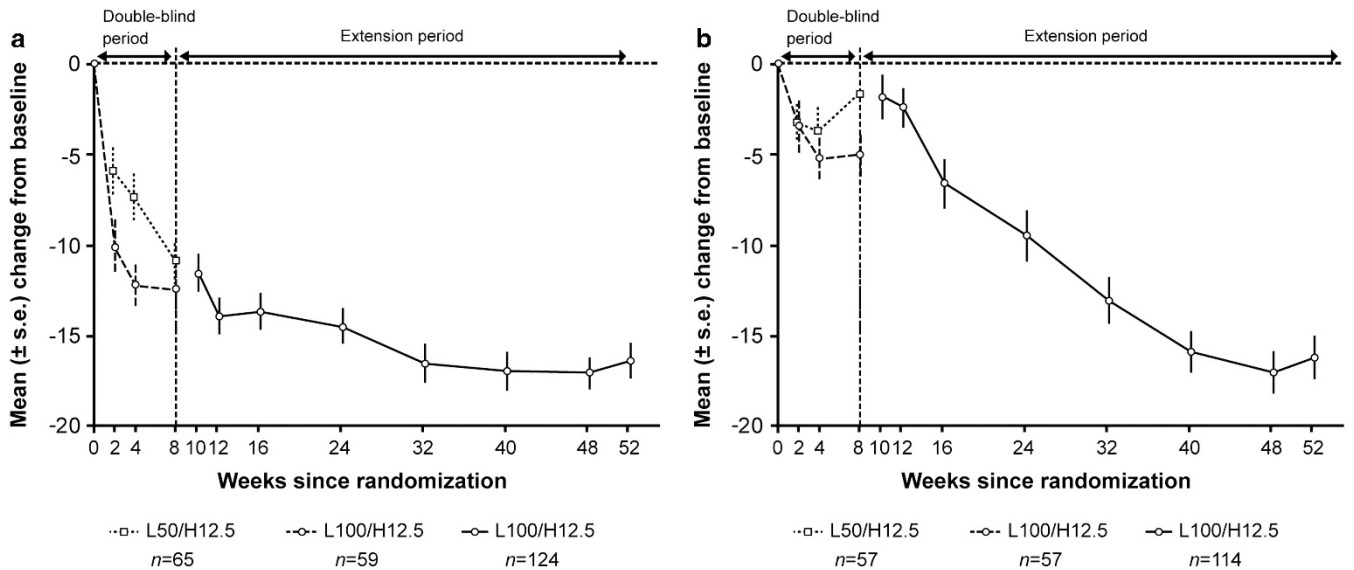 a
Double-blind
period
Extension period
Mean (± s.e.) change from baseline
0
-5
-10
-15
-20
0 2 4 8 10 12 16 24 32 40 48 52
Weeks since randomization
L50/H12.5 L100/H12.5 L100/H12.5
n=65 n=59 n=124
b
Double-blind
period
Extension period
Mean (± s.e.) change from baseline
0
-5
-10
-15
-20
0 2 4 8 10 12 16 24 32 40 48 52
Weeks since randomization
L50/H12.5 L100/H12.5 L100/H12.5
n=57 n=57 n=114